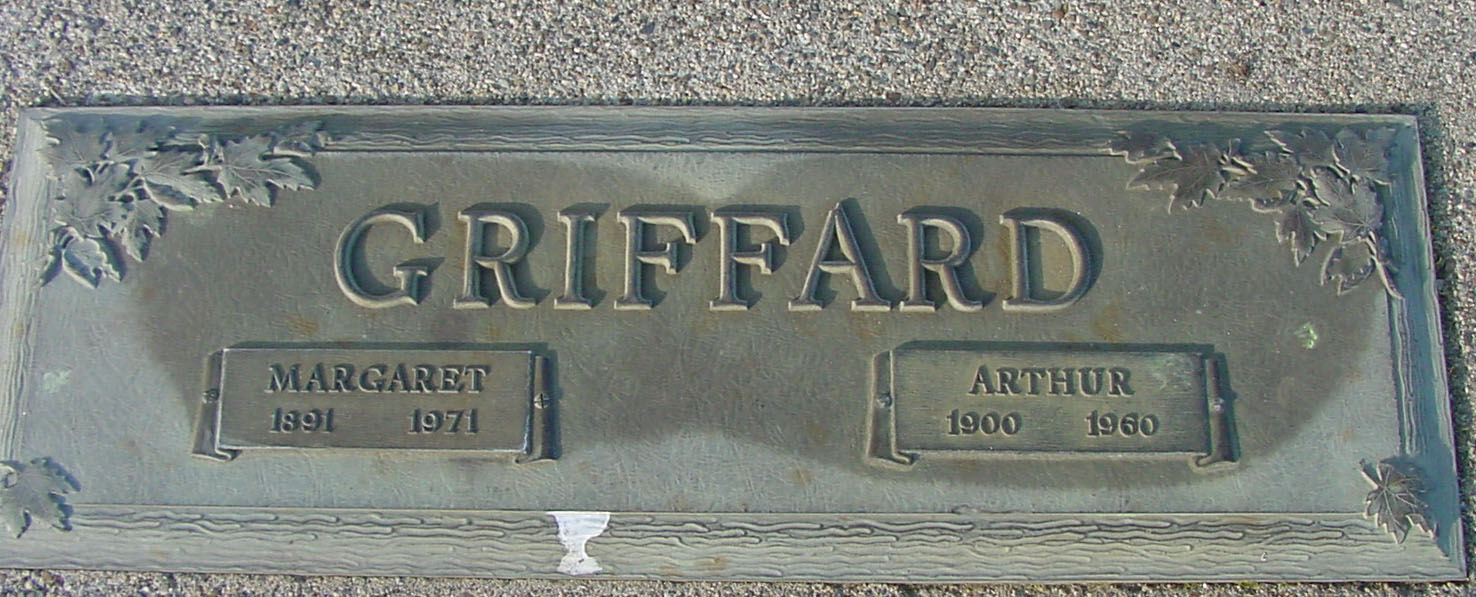 GRIFFARD
MARGARET
1891 1971
ARTHUR
1900 1960